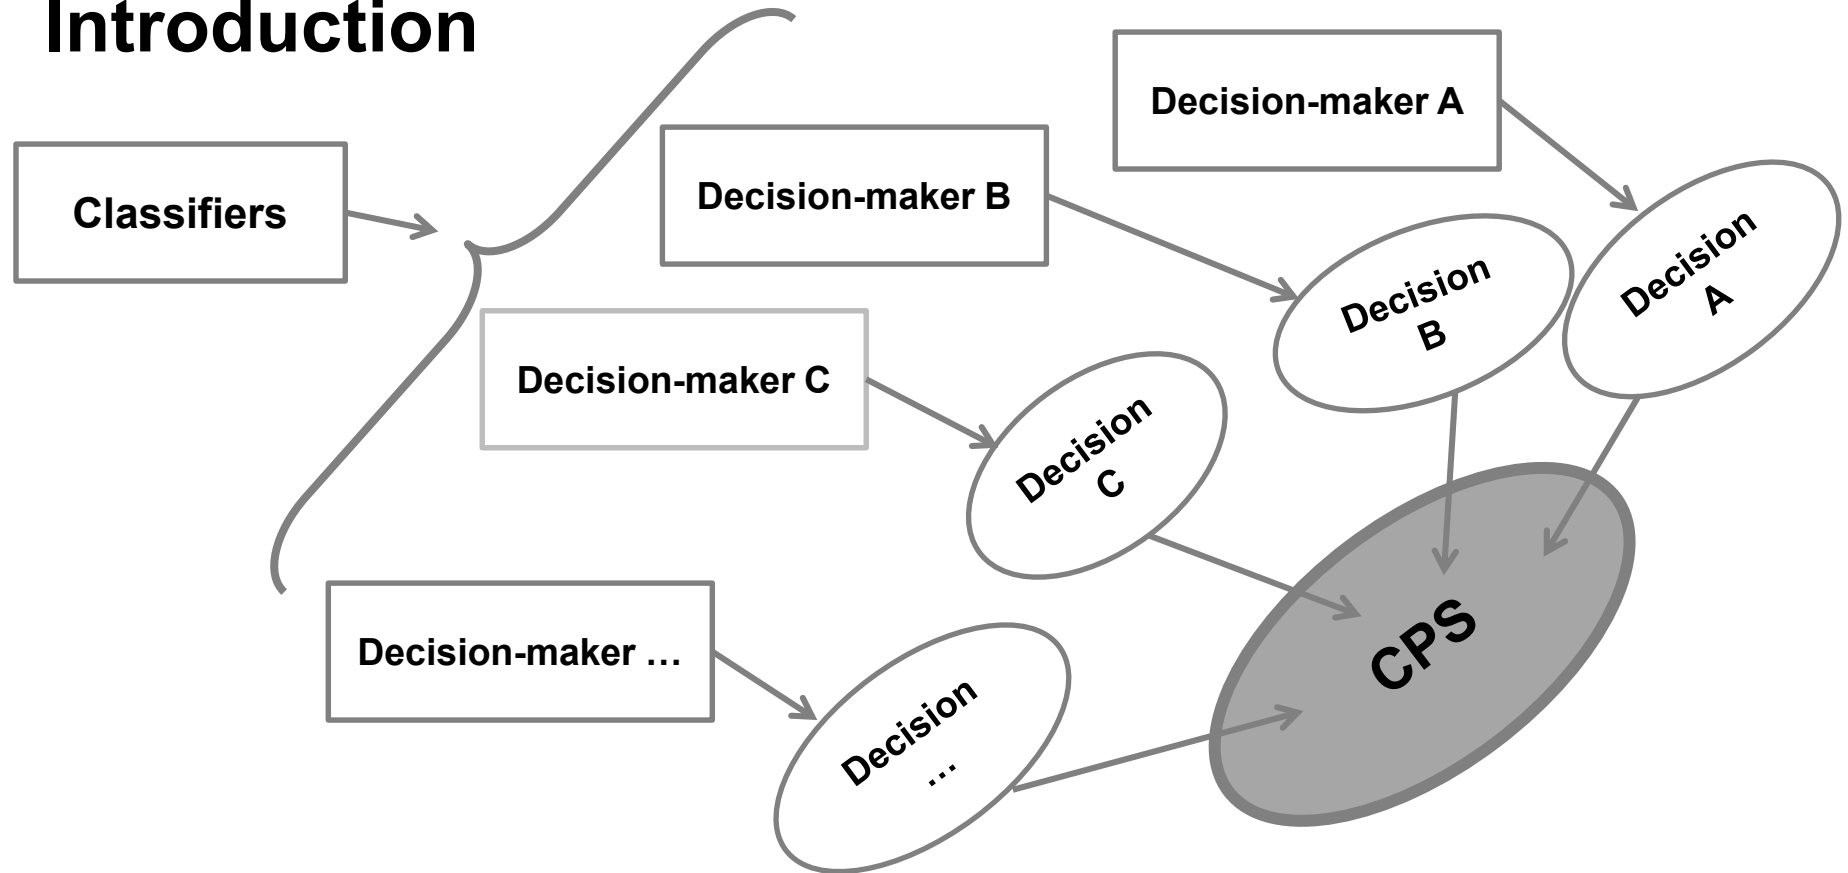 Introduction
Classifiers
Decision-maker A
Decision-maker B
Decision-maker C
Decision-maker …
Decision
A
Decision
B
Decision
C
Decision
…
CPS